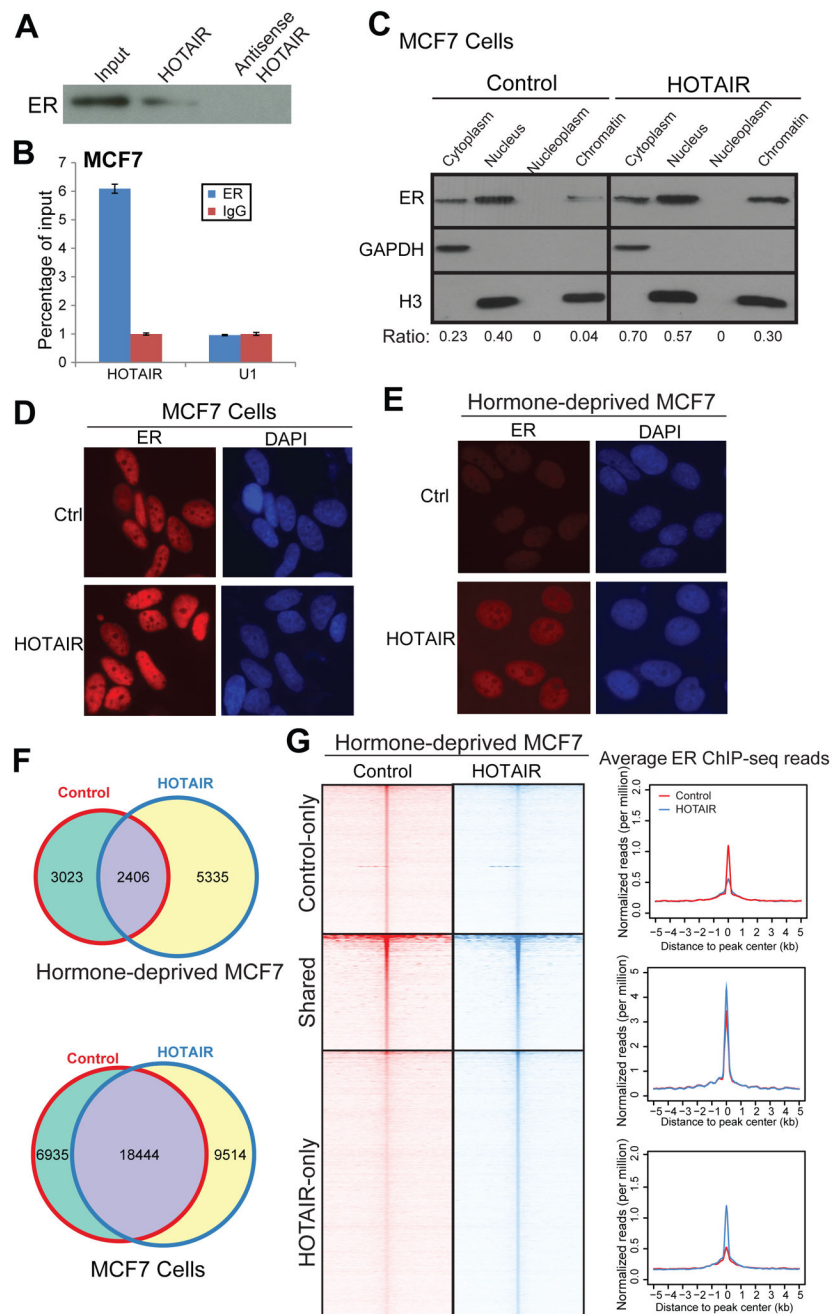 A
Input
HOTAIR
Antisense
HOTAIR
ER
B
MCF7
Percentage of input
7
6
5
4
3
2
1
0
ER
IgG
HOTAIR
U1
C
MCF7 Cells
Control
HOTAIR
Cytoplasm
Nucleus
Nucleoplasm
Chromatin
Cytoplasm
Nucleus
Nucleoplasm
Chromatin
ER
GAPDH
H3
Ratio: 0.23 0.40 0 0.04 0.70 0.57 0 0.30
D
MCF7 Cells
ER
DAPI
Ctrl
HOTAIR
E
Hormone-deprived MCF7
ER
DAPI
Ctrl
HOTAIR
F
Control
HOTAIR
3023
2406
5335
Hormone-deprived MCF7
Control
HOTAIR
6935
18444
9514
MCF7 Cells
G
Hormone-deprived MCF7
Control
HOTAIR
Control-only
Shared
HOTAIR-only
Average ER ChIP-seq reads
Normalized reads (per million)
2.0
1.5
1.0
0.5
0.0
Control
HOTAIR
−5 −4 −3 −2 −1 0 1 2 3 4 5
Distance to peak center (kb)
Normalized reads (per million)
5
4
3
2
1
0
−5 −4 −3 −2 −1 0 1 2 3 4 5
Distance to peak center (kb)
Normalized reads (per million)
2.0
1.5
1.0
0.5
0.0
−5 −4 −3 −2 −1 0 1 2 3 4 5
Distance to peak center (kb)